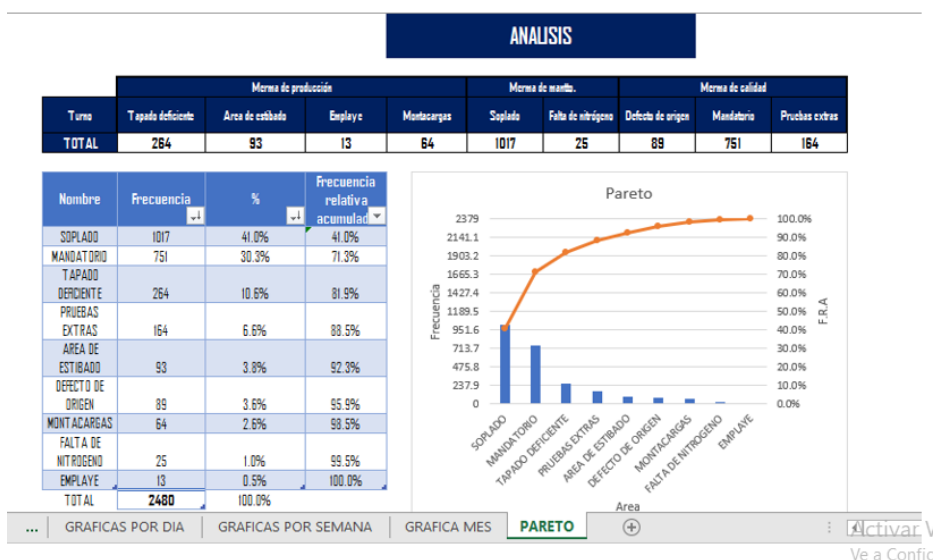 ANALISIS
Merma de producción Merma de mantto. Merma de calidad
Turno Tapado deficiente Area de estibado Emplaye Montacargas Soplado Falta de nitrógeno Defecto de origen Mandatorio Pruebas extras
TOTAL 264 93 13 64 1017 25 89 751 164
Nombre Frecuencia % Frecuencia relativa acumulad
SOPLADO 1017 41.0% 41.0%
MANDATORIO 751 30.3% 71.3%
TAPADO DEFICIENTE 264 10.6% 81.9%
PRUEBAS EXTRAS 164 6.6% 88.5%
AREA DE ESTIBADO 93 3.8% 92.3%
DEFECTO DE ORIGEN 89 3.6% 95.9%
MONTACARGAS 64 2.6% 98.5%
FALTA DE NITROGENO 25 1.0% 99.5%
EMPLAYE 13 0.5% 100.0%
TOTAL 2480 100.0%
Pareto
2379 100.0%
2141.1 90.0%
1903.2 80.0%
1665.3 70.0%
1427.4 60.0%
1189.5 50.0%
951.6 40.0%
713.7 30.0%
475.8 20.0%
237.9 10.0%
0 0.0%
Frecuencia
F.R.A
SOPLADO
MANDATORIO
TAPADO DEFICIENTE
PRUEBAS EXTRAS
AREA DE ESTIBADO
DEFECTO DE ORIGEN
MONTACARGAS
FALTA DE NITROGENO
EMPLAYE
Area
... GRAFICAS POR DIA GRAFICAS POR SEMANA GRAFICA MES PARETO
Activar
Ve a Config